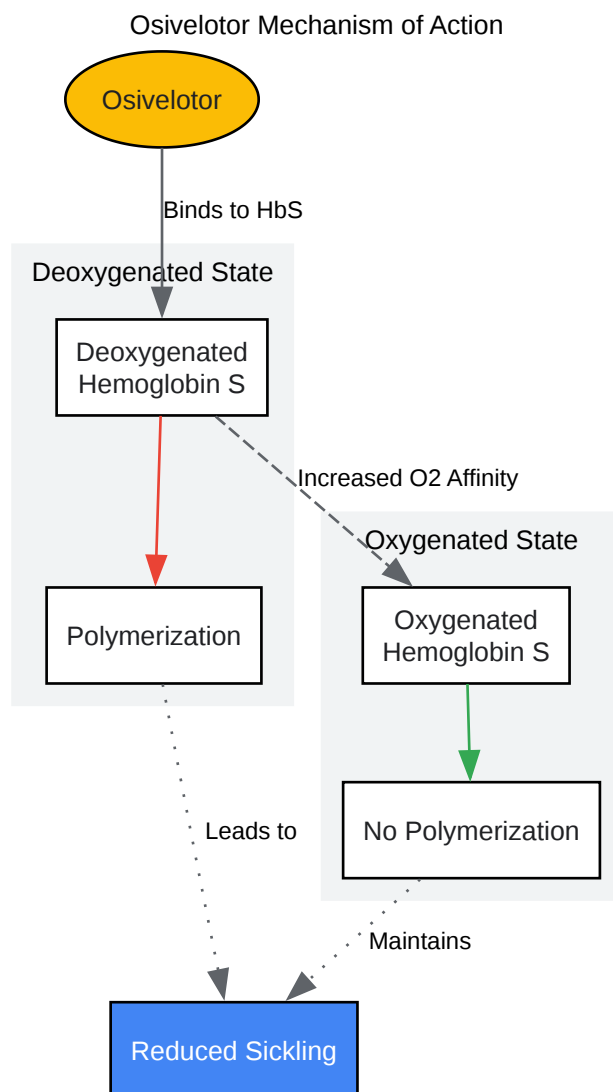 Osivelotor Mechanism of Action
Osivelotor
Binds to HbS
Deoxygenated State
Deoxygenated
Hemoglobin S
Increased O2 Affinity
Oxygenated State
Polymerization
Oxygenated
Hemoglobin S
No Polymerization
Leads to
Maintains
Reduced Sickling